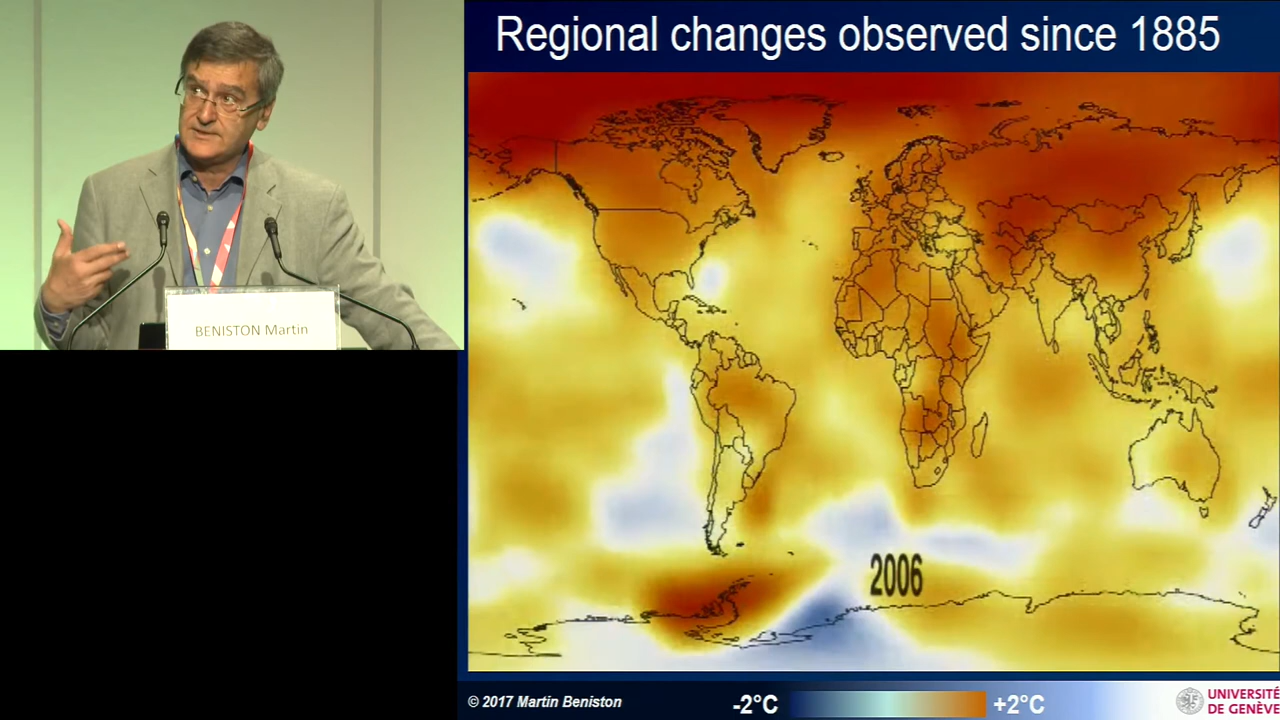 Regional changes observed since 1885
BENISTON Martin
2006
© 2017 Martin Beniston
-2°C
+2°C
UNIVERSITÉ
DE GENÈVE